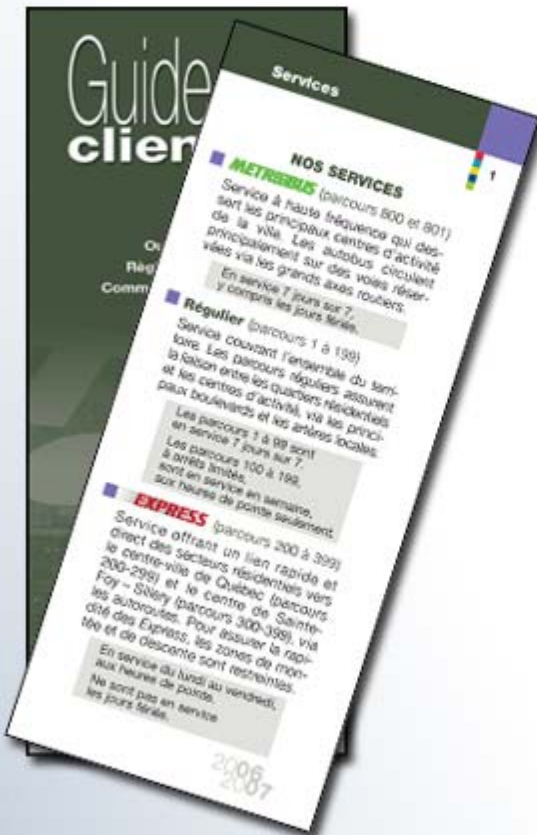 Guide
clien
Services
1
NOS SERVICES
METROBUS (parcours 800 et 801)
Service à haute fréquence qui des-
sert les principaux centres d'activité
de la ville. Les autobus circulent
principalement sur des voies réser-
vées via les grands axes routiers.
En service 7 jours sur 7,
y compris les jours fériés.
Régulier (parcours 1 à 199)
Service couvrant l'ensemble du terri-
toire. Les parcours réguliers assurent
la liaison entre les quartiers résidentiels
et les centres d'activité, via les princi-
paux boulevards et les artères locales.
Les parcours 1 à 99 sont
en service 7 jours sur 7.
Les parcours 100 à 199,
à arrêts limités,
sont en service en semaine,
aux heures de pointe seulement.
EXPRESS (parcours 200 à 399)
Service offrant un lien rapide et
direct des secteurs résidentiels vers
le centre-ville de Québec (parcours
200-299) et le centre de Sainte-
Foy – Sillery (parcours 300-399), via
les autoroutes. Pour assurer la rapi-
dité des Express, les zones de mon-
tée et de descente sont restreintes.
En service du lundi au vendredi,
aux heures de pointe.
Ne sont pas en service
les jours fériés.
2006
2007